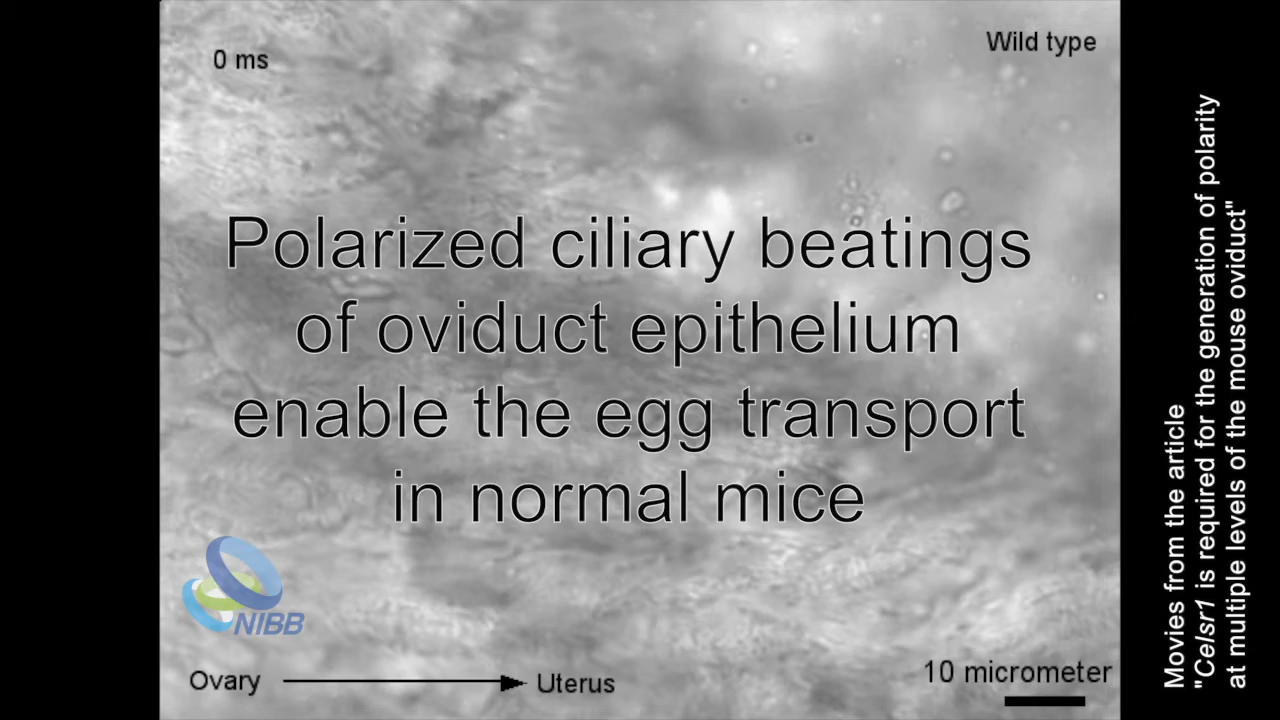 0 ms
Wild type
Polarized ciliary beatings
of oviduct epithelium
enable the egg transport
in normal mice
NIBB
Ovary
Uterus
10 micrometer
Movies from the article
"Celsr1 is required for the generation of polarity
at multiple levels of the mouse oviduct"